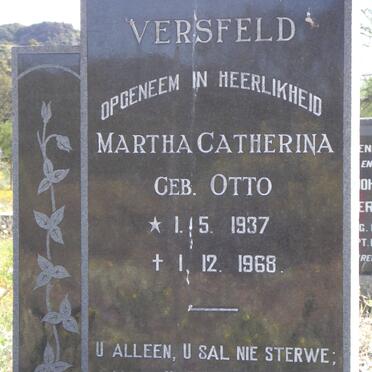 VERSFELD
OPGENEEM IN HEERLIKHEID
MARTHA CATHERINA
GEB. OTTO
★ 1. 5. 1937
✝ 1. 12. 1968.
U ALLEEN, U SAL NIE STERWE;